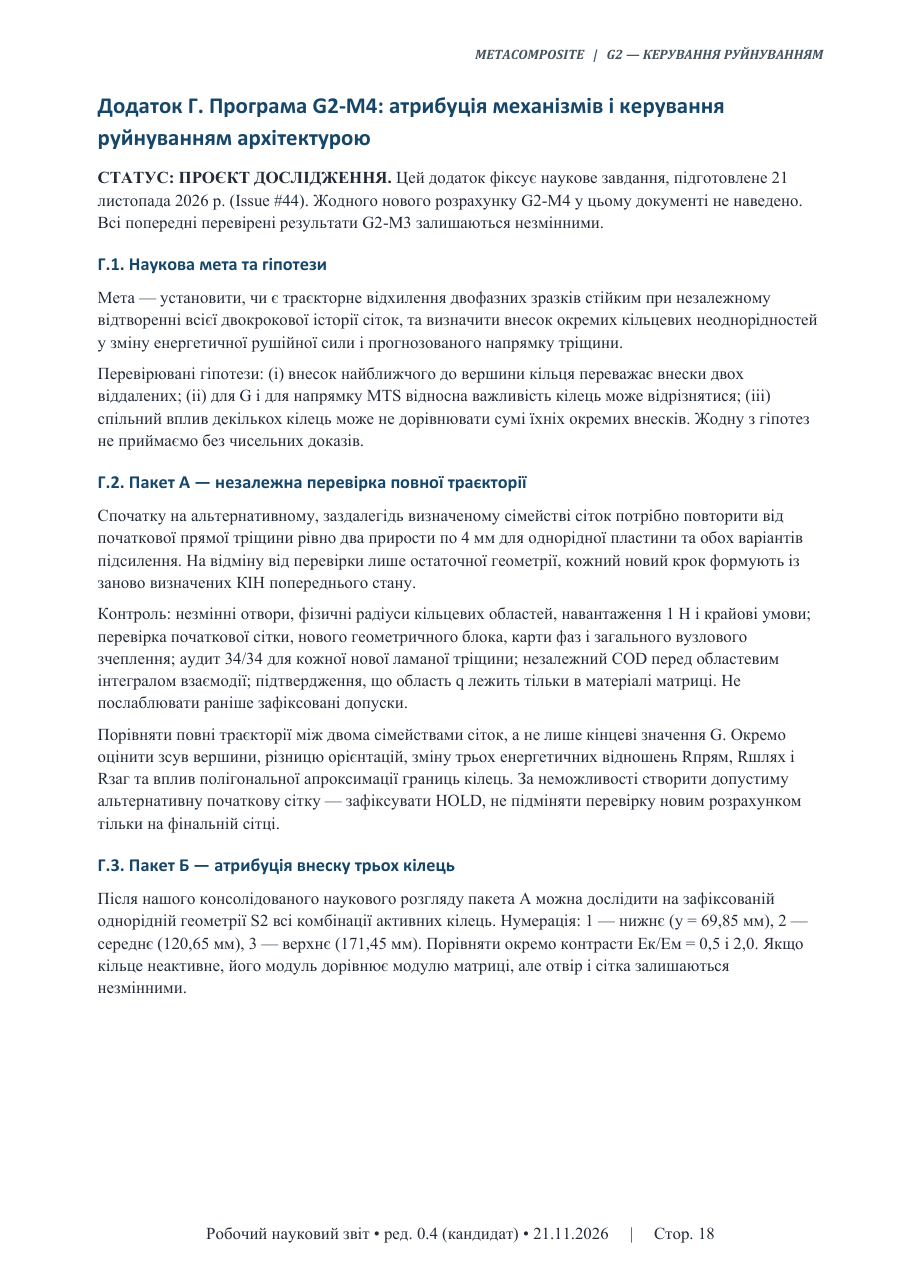 METACOMPOSITE | G2 — КЕРУВАННЯ РУЙНУВАННЯМ
Додаток Г. Програма G2-M4: атрибуція механізмів і керування
руйнуванням архітектурою
СТАТУС: ПРОЄКТ ДОСЛІДЖЕННЯ. Цей додаток фіксує наукове завдання, підготовлене 21
листопада 2026 р. (Issue #44). Жодного нового розрахунку G2-M4 у цьому документі не наведено.
Всі попередні перевірені результати G2-M3 залишаються незмінними.
Г.1. Наукова мета та гіпотези
Мета — установити, чи є траєкторне відхилення двофазних зразків стійким при незалежному
відтворенні всієї двокрокової історії сіток, та визначити внесок окремих кільцевих неоднорідностей
у зміну енергетичної рушійної сили і прогнозованого напрямку тріщини.
Перевірювані гіпотези: (i) внесок найближчого до вершини кільця переважає внески двох
віддалених; (ii) для G і для напрямку MTS відносна важливість кілець може відрізнятися; (iii)
спільний вплив декількох кілець може не дорівнювати сумі їхніх окремих внесків. Жодну з гіпотез
не приймаємо без чисельних доказів.
Г.2. Пакет А — незалежна перевірка повної траєкторії
Спочатку на альтернативному, заздалегідь визначеному сімействі сіток потрібно повторити від
початкової прямої тріщини рівно два прирости по 4 мм для однорідної пластини та обох варіантів
підсилення. На відміну від перевірки лише остаточної геометрії, кожний новий крок формують із
заново визначених КІН попереднього стану.
Контроль: незмінні отвори, фізичні радіуси кільцевих областей, навантаження 1 Н і крайові умови;
перевірка початкової сітки, нового геометричного блока, карти фаз і загального вузлового
зчеплення; аудит 34/34 для кожної нової ламаної тріщини; незалежний COD перед областевим
інтегралом взаємодії; підтвердження, що область q лежить тільки в матеріалі матриці. Не
послаблювати раніше зафіксовані допуски.
Порівняти повні траєкторії між двома сімействами сіток, а не лише кінцеві значення G. Окремо
оцінити зсув вершини, різницю орієнтацій, зміну трьох енергетичних відношень Rпрям, Rшлях і
Rзаг та вплив полігональної апроксимації границь кілець. За неможливості створити допустиму
альтернативну початкову сітку — зафіксувати HOLD, не підміняти перевірку новим розрахунком
тільки на фінальній сітці.
Г.3. Пакет Б — атрибуція внеску трьох кілець
Після нашого консолідованого наукового розгляду пакета А можна дослідити на зафіксованій
однорідній геометрії S2 всі комбінації активних кілець. Нумерація: 1 — нижнє (y = 69,85 мм), 2 —
середнє (120,65 мм), 3 — верхнє (171,45 мм). Порівняти окремо контрасти Eк/Eм = 0,5 і 2,0. Якщо
кільце неактивне, його модуль дорівнює модулю матриці, але отвір і сітка залишаються
незмінними.
Робочий науковий звіт • ред. 0.4 (кандидат) • 21.11.2026 | Стор. 18